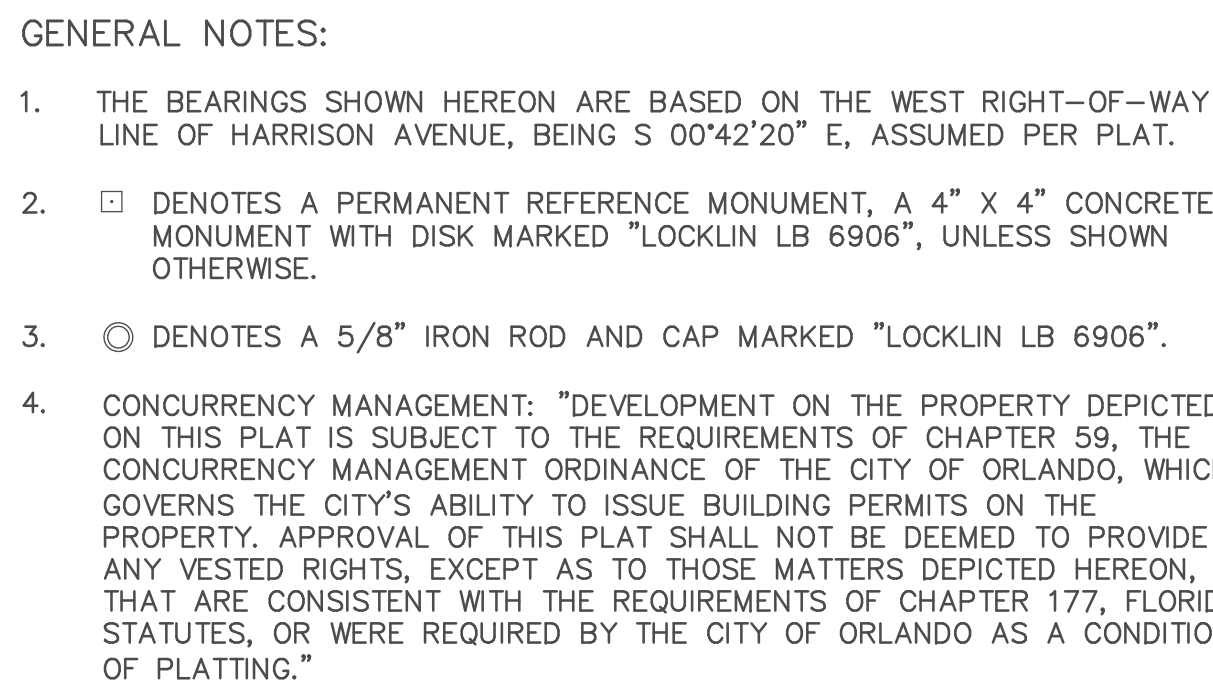 GENERAL NOTES:
1. THE BEARINGS SHOWN HEREON ARE BASED ON THE WEST RIGHT–OF–WAY
LINE OF HARRISON AVENUE, BEING S 00°42'20" E, ASSUMED PER PLAT.
2. DENOTES A PERMANENT REFERENCE MONUMENT, A 4" X 4" CONCRETE
MONUMENT WITH DISK MARKED "LOCKLIN LB 6906", UNLESS SHOWN
OTHERWISE.
3. DENOTES A 5/8" IRON ROD AND CAP MARKED "LOCKLIN LB 6906".
4. CONCURRENCY MANAGEMENT: "DEVELOPMENT ON THE PROPERTY DEPICTED
ON THIS PLAT IS SUBJECT TO THE REQUIREMENTS OF CHAPTER 59, THE
CONCURRENCY MANAGEMENT ORDINANCE OF THE CITY OF ORLANDO, WHIC
GOVERNS THE CITY'S ABILITY TO ISSUE BUILDING PERMITS ON THE
PROPERTY. APPROVAL OF THIS PLAT SHALL NOT BE DEEMED TO PROVIDE
ANY VESTED RIGHTS, EXCEPT AS TO THOSE MATTERS DEPICTED HEREON,
THAT ARE CONSISTENT WITH THE REQUIREMENTS OF CHAPTER 177, FLORID
STATUTES, OR WERE REQUIRED BY THE CITY OF ORLANDO AS A CONDITIO
OF PLATTING."